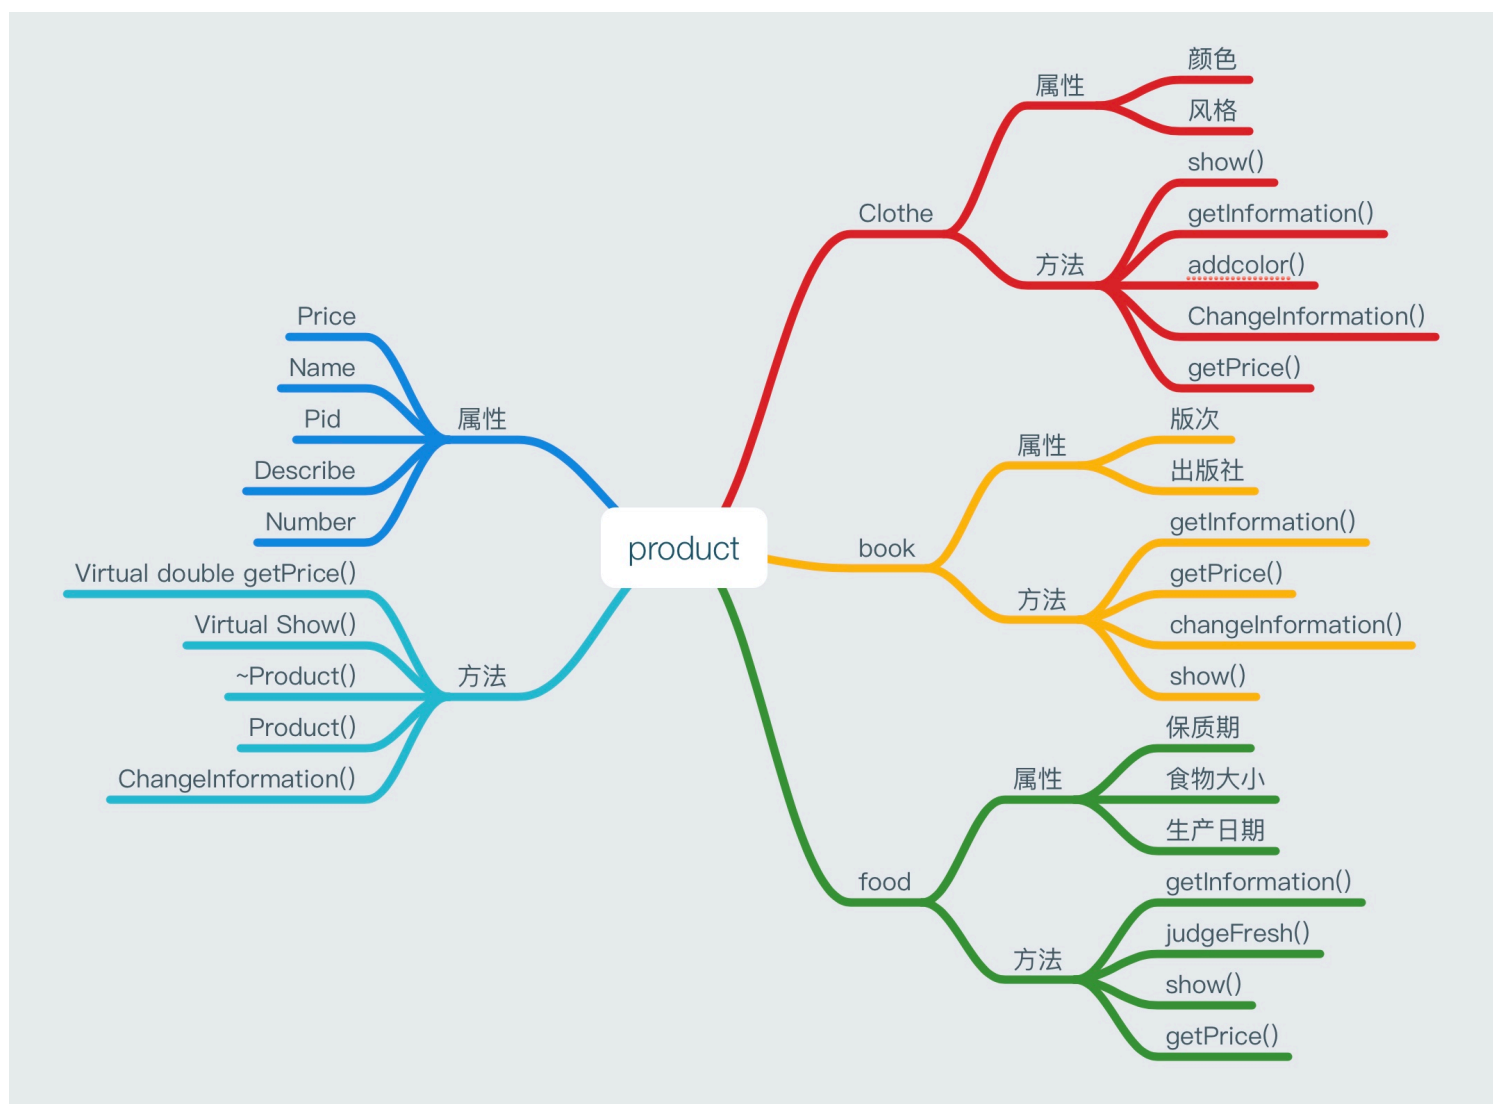 product
属性
Price
Name
Pid
Describe
Number
方法
Virtual double getPrice()
Virtual Show()
~Product()
Product()
ChangeInformation()
Clothe
属性
颜色
风格
方法
show()
getInformation()
addcolor()
ChangeInformation()
getPrice()
book
属性
版次
出版社
方法
getInformation()
getPrice()
changeInformation()
show()
food
属性
保质期
食物大小
生产日期
方法
getInformation()
judgeFresh()
show()
getPrice()